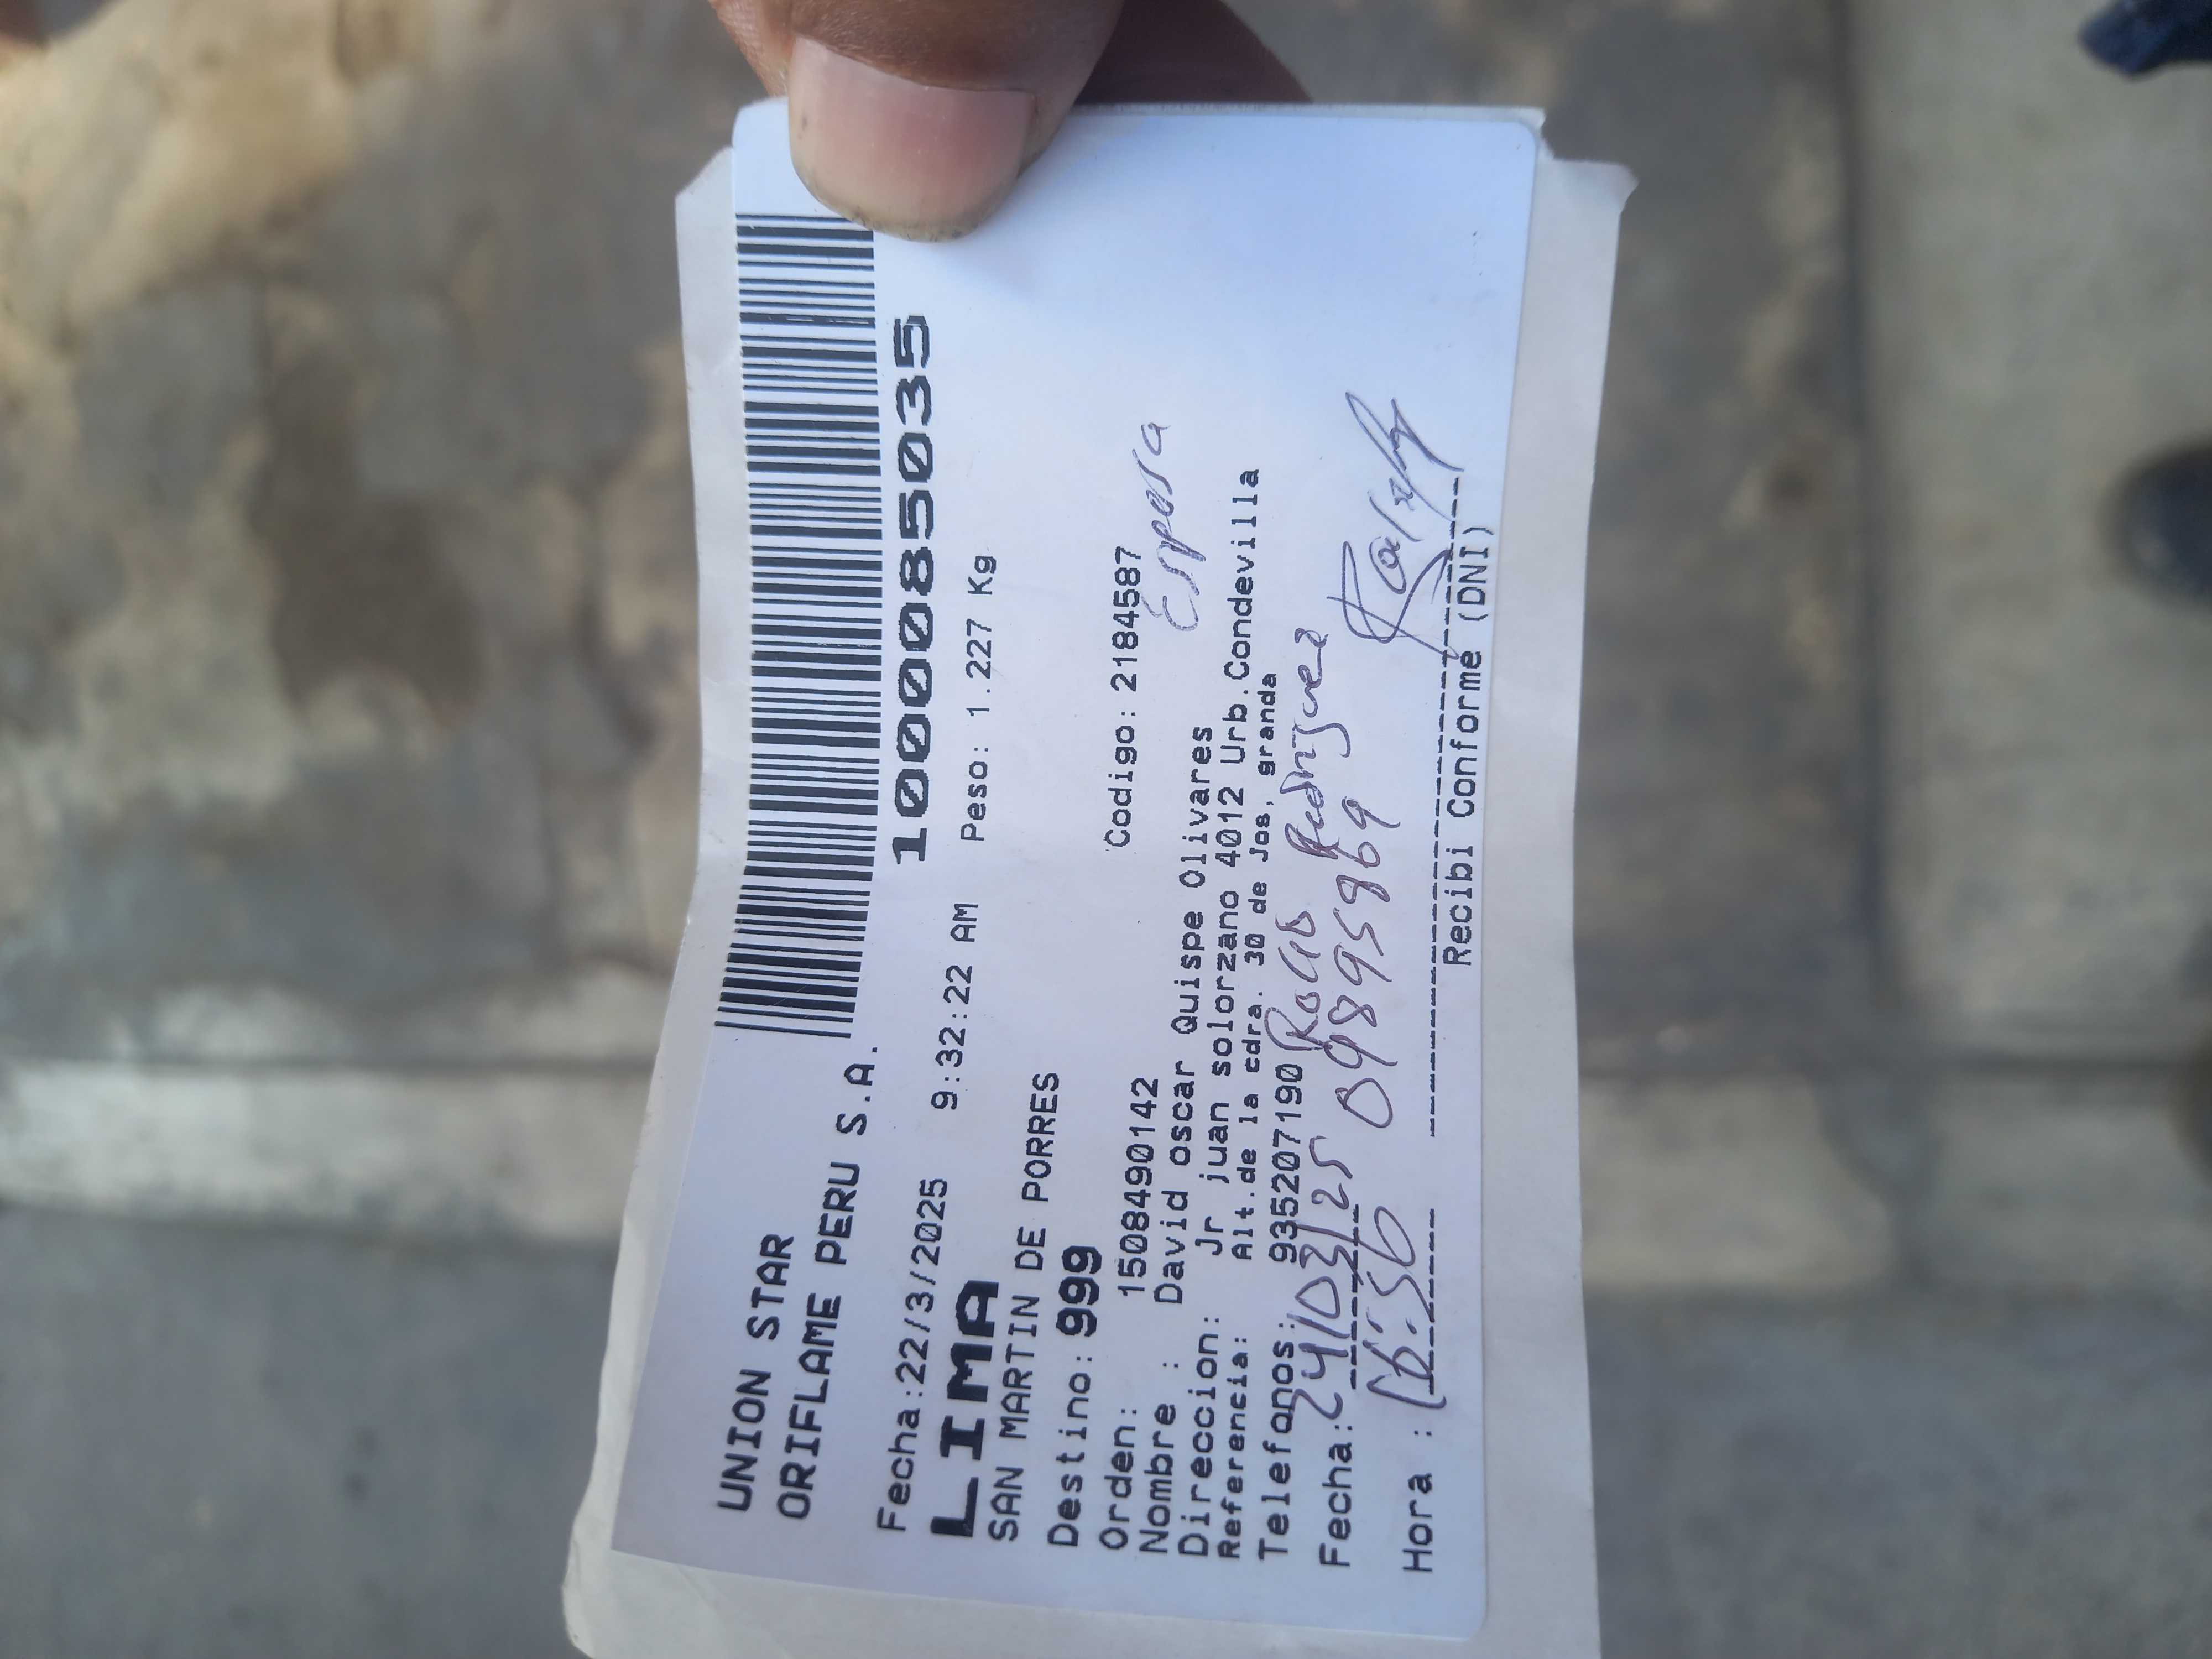 UNION STAR
ORIFLAME PERU S.A.
1000085035
Fecha:22/3/2025 9:32:22 AM Peso: 1.227 Kg
LIMA
SAN MARTIN DE PORRES
Destino: 999
Orden: 1508490142 Codigo: 2184587
Nombre : David oscar Quispe Olivares Esposa
Direccion: Jr juan solorzano 4012 Urb.Condevilla
Referencia: Alt.de la cdra. 30 de Jos, granda
Telefonos: 935207190 Rocio Rodriguez
Fecha: 24/03/25 09895869
Hora : 16:56
Recibi Conforme (DNI)